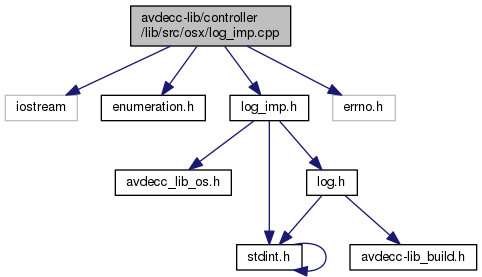 avdecc-lib/controller
/lib/src/osx/log_imp.cpp
iostream
enumeration.h
log_imp.h
errno.h
avdecc_lib_os.h
log.h
stdint.h
avdecc-lib_build.h